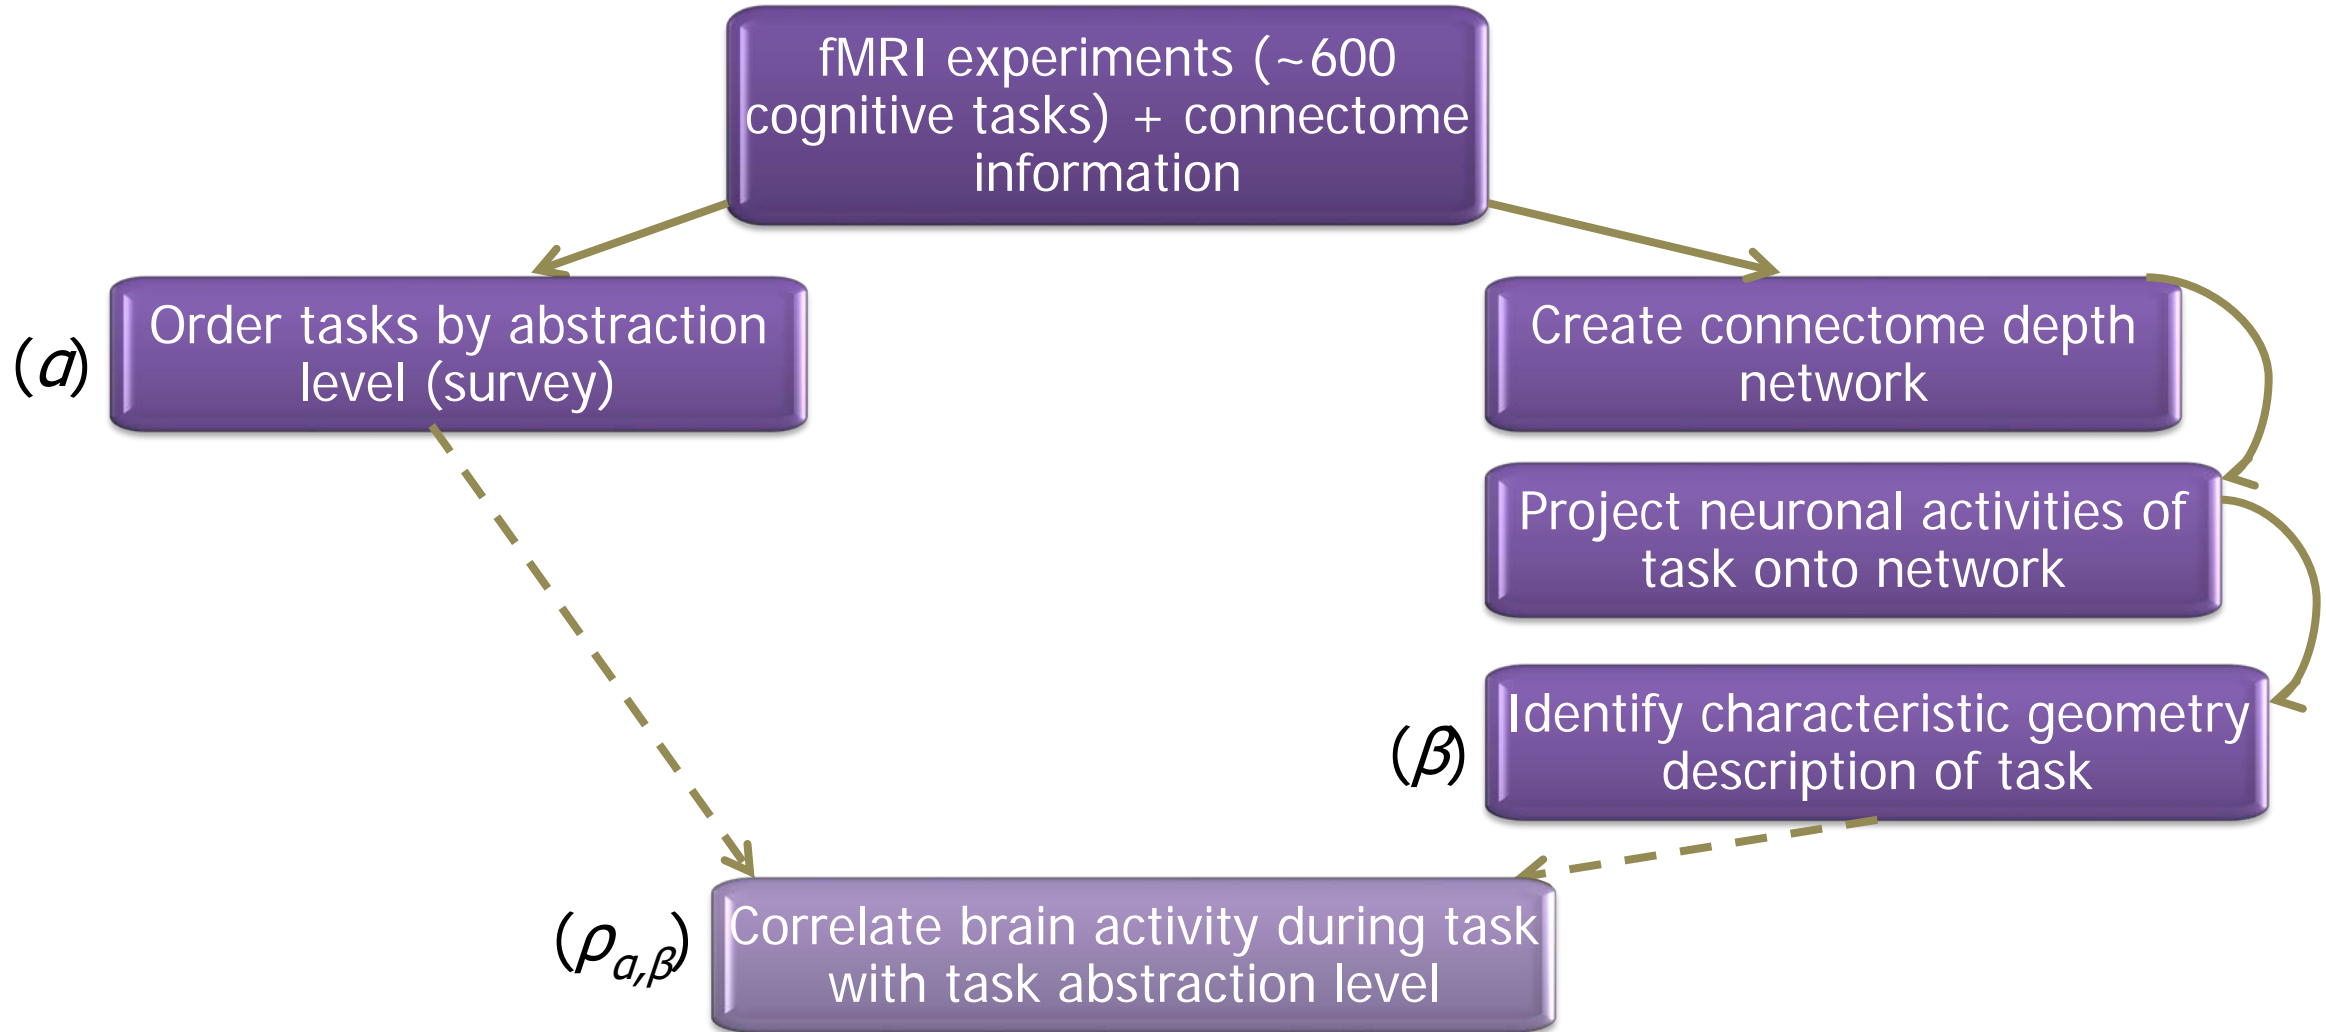 fMRI experiments (~600
cognitive tasks) + connectome
information
(α)
Order tasks by abstraction
level (survey)
Create connectome depth
network
Project neuronal activities of
task onto network
(β)
Identify characteristic geometry
description of task
(ρα,β)
Correlate brain activity during task
with task abstraction level